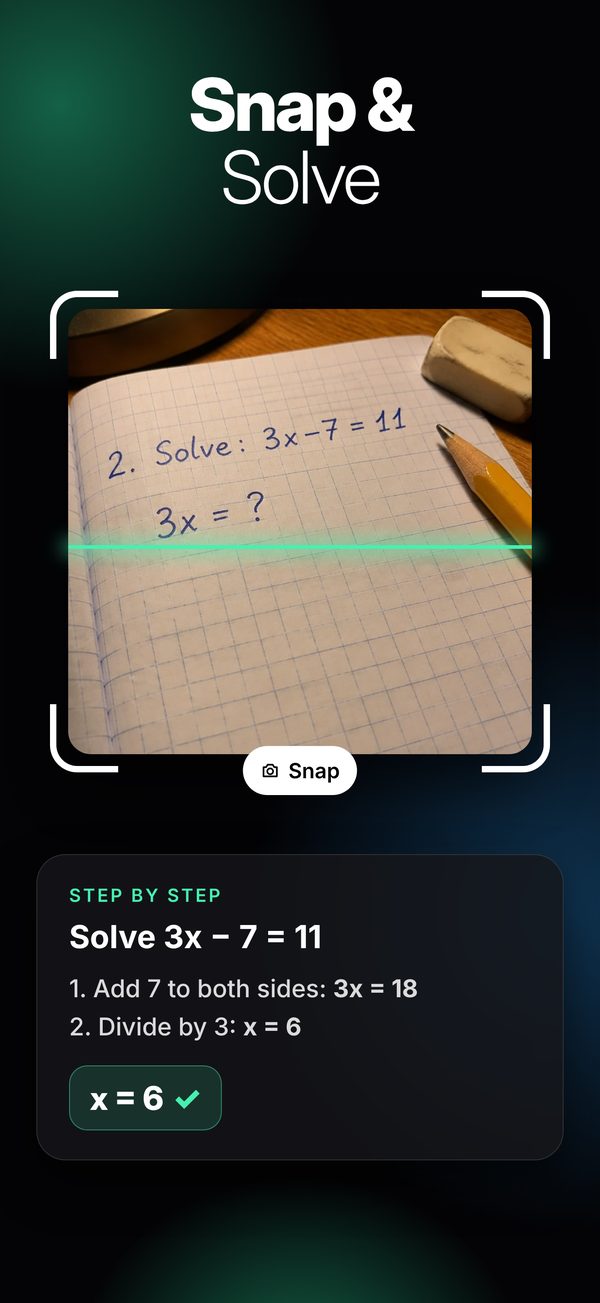 Snap &
Solve
2. Solve: 3x-7 = 11
3x = ?
Snap
STEP BY STEP
Solve 3x − 7 = 11
1. Add 7 to both sides: 3x = 18
2. Divide by 3: x = 6
x = 6 ✓